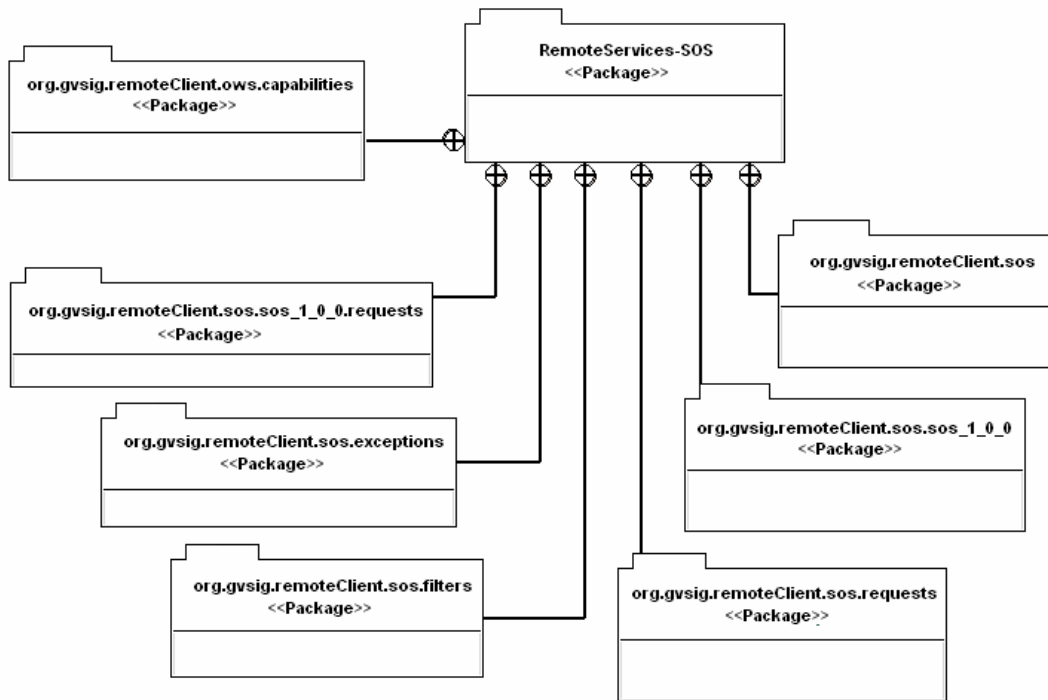 RemoteServices-SOS
<<Package>>
org.gvsig.remoteClient.ows.capabilities
<<Package>>
org.gvsig.remoteClient.sos
<<Package>>
org.gvsig.remoteClient.sos.sos_1_0_0.requests
<<Package>>
org.gvsig.remoteClient.sos.sos_1_0_0
<<Package>>
org.gvsig.remoteClient.sos.exceptions
<<Package>>
org.gvsig.remoteClient.sos.filters
<<Package>>
org.gvsig.remoteClient.sos.requests
<<Package>>